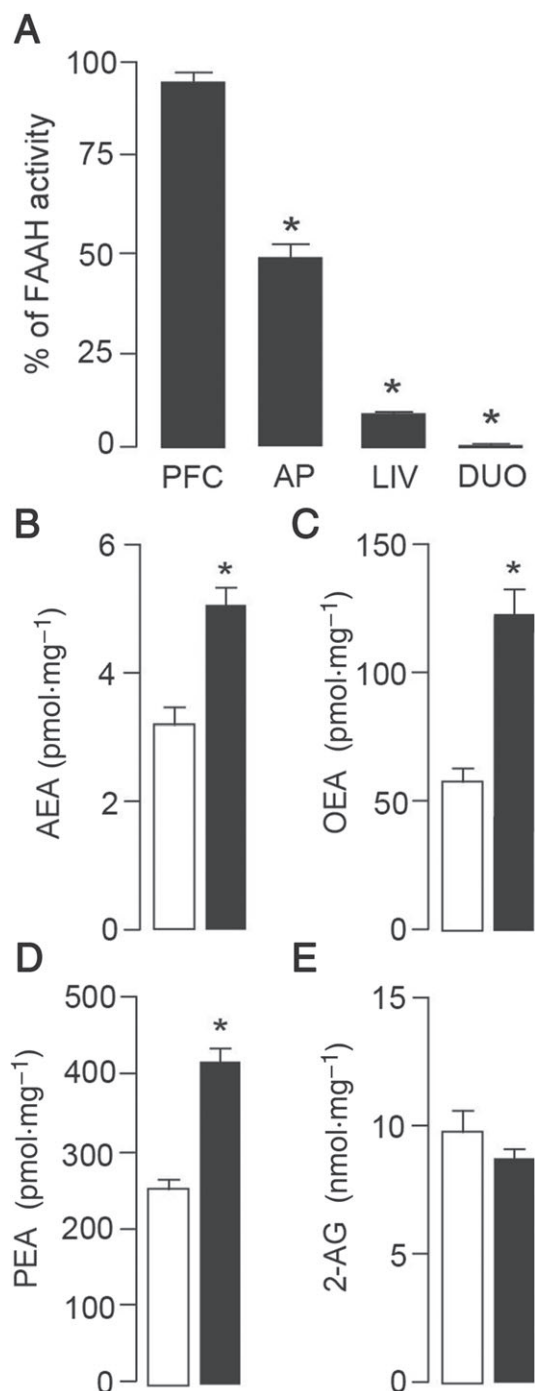 A
% of FAAH activity
100
75
50
25
0
*
*
*
PFC AP LIV DUO
B
AEA (pmol·mg⁻¹)
6
4
2
0
*
C
OEA (pmol·mg⁻¹)
150
100
50
0
*
D
PEA (pmol·mg⁻¹)
500
400
300
200
100
0
*
E
2-AG (nmol·mg⁻¹)
15
10
5
0